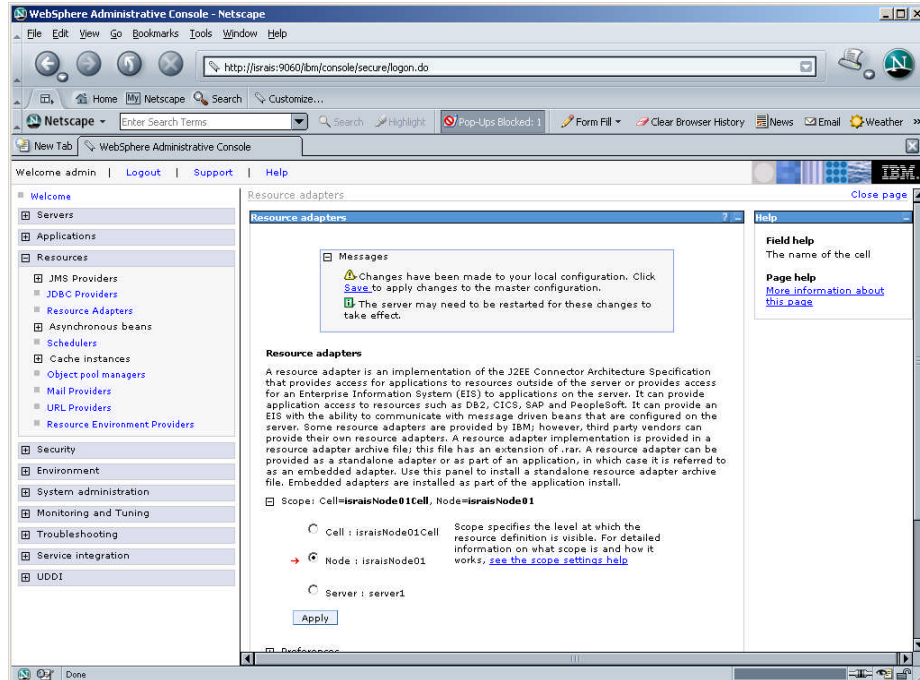 WebSphere Administrative Console - Netscape
File Edit View Go Bookmarks Tools Window Help
http://israis:9060/ibm/console/secure/logon.do
Home My Netscape Search Customize...
Netscape Enter Search Terms Search Highlight Pop-Ups Blocked: 1 Form Fill Clear Browser History News Email Weather
New Tab WebSphere Administrative Console
Welcome admin | Logout | Support | Help
IBM.
Welcome
Servers
Applications
Resources
JMS Providers
JDBC Providers
Resource Adapters
Asynchronous beans
Schedulers
Cache instances
Object pool managers
Mail Providers
URL Providers
Resource Environment Providers
Security
Environment
System administration
Monitoring and Tuning
Troubleshooting
Service integration
UDDI
Resource adapters
Close page
Resource adapters
Messages
Changes have been made to your local configuration. Click
Save to apply changes to the master configuration.
The server may need to be restarted for these changes to
take effect.
Resource adapters
A resource adapter is an implementation of the J2EE Connector Architecture Specification
that provides access for applications to resources outside of the server or provides access
for an Enterprise Information System (EIS) to applications on the server. It can provide
application access to resources such as DB2, CICS, SAP and PeopleSoft. It can provide an
EIS with the ability to communicate with message driven beans that are configured on the
server. Some resource adapters are provided by IBM; however, third party vendors can
provide their own resource adapters. A resource adapter implementation is provided in a
resource adapter archive file; this file has an extension of .rar. A resource adapter can be
provided as a standalone adapter or as part of an application, in which case it is referred to
as an embedded adapter. Use this panel to install a standalone resource adapter archive
file. Embedded adapters are installed as part of the application install.
Scope: Cell=israisNode01Cell, Node=israisNode01
Cell : israisNode01Cell
Node : israisNode01
Server : server1
Scope specifies the level at which the
resource definition is visible. For detailed
information on what scope is and how it
works, see the scope settings help
Apply
Preferences
Help
Field help
The name of the cell
Page help
More information about
this page
Done